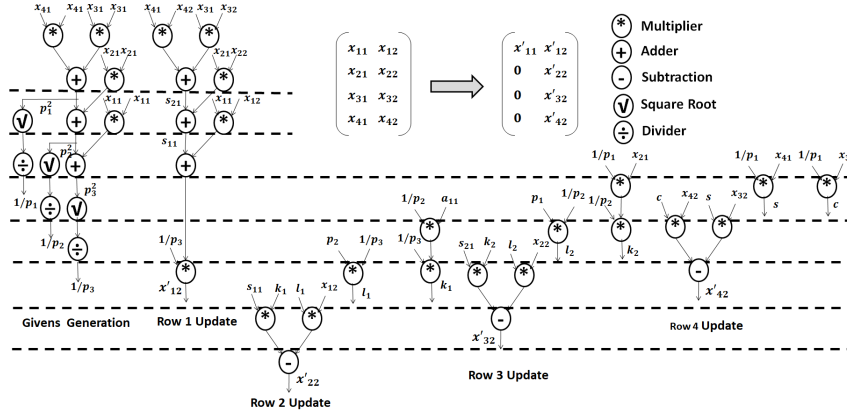 x₄₁ x₄₁ x₃₁ x₃₁ x₄₁ x₄₂ x₃₁ x₃₂
* * * *
x₂₁ x₂₁ x₂₁ x₂₂
+ * + *
p₁² x₁₁ x₁₁ s₂₁ x₁₁ x₁₂
√ + * + *
p₂² s₁₁
÷ √ + +
1/p₁ p₃²
÷ √
1/p₂
÷
1/p₃
1/p₃
*
x′₁₂
Givens Generation
Row 1 Update
x₁₁ x₁₂
x₂₁ x₂₂
x₃₁ x₃₂
x₄₁ x₄₂
x′₁₁ x′₁₂
0 x′₂₂
0 x′₃₂
0 x′₄₂
* Multiplier
+ Adder
- Subtraction
√ Square Root
÷ Divider
s₁₁ k₁ l₁ x₁₂
* *
-
x′₂₂
Row 2 Update
p₂ 1/p₃
*
l₁
1/p₂ a₁₁
*
1/p₃
*
k₁
s₂₁ k₂ l₂ x₂₂
* *
-
x′₃₂
Row 3 Update
p₁ 1/p₂
*
l₂
1/p₁ x₂₁
*
1/p₂
*
k₂
1/p₁ x₄₁
*
s
1/p₁
*
c
c x₄₂ s x₃₂
* *
-
x′₄₂
Row 4 Update